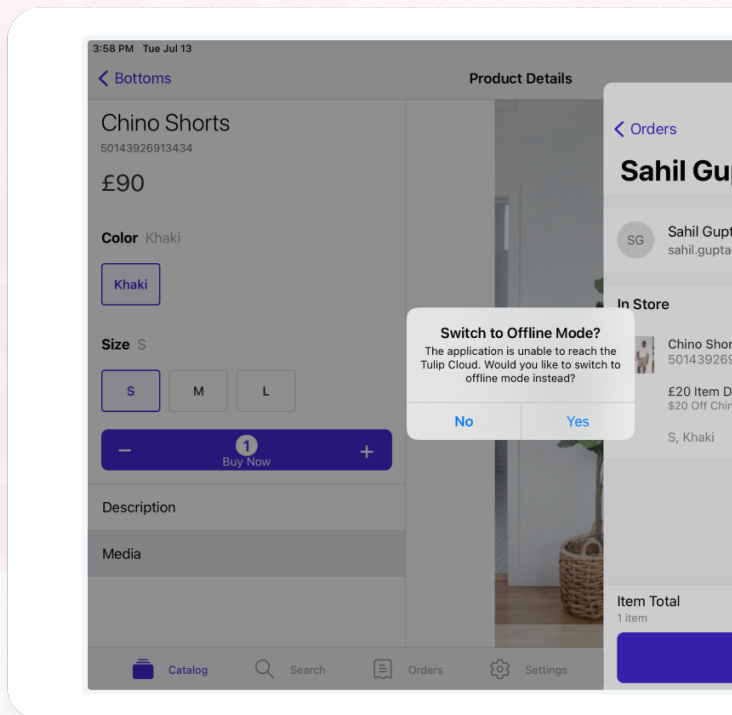 3:58 PM Tue Jul 13
Bottoms
Product Details
Chino Shorts
50143926913434
£90
Color Khaki
Khaki
Size S
S M L
− 1 +
Buy Now
Description
Media
Catalog Search Orders Settings
Orders
Sahil Gu
SG
Sahil Gupt
sahil.gupta
In Store
Chino Shor
501439269
£20 Item D
$20 Off Chin
S, Khaki
Item Total
1 item
Switch to Offline Mode?
The application is unable to reach the
Tulip Cloud. Would you like to switch to
offline mode instead?
No Yes